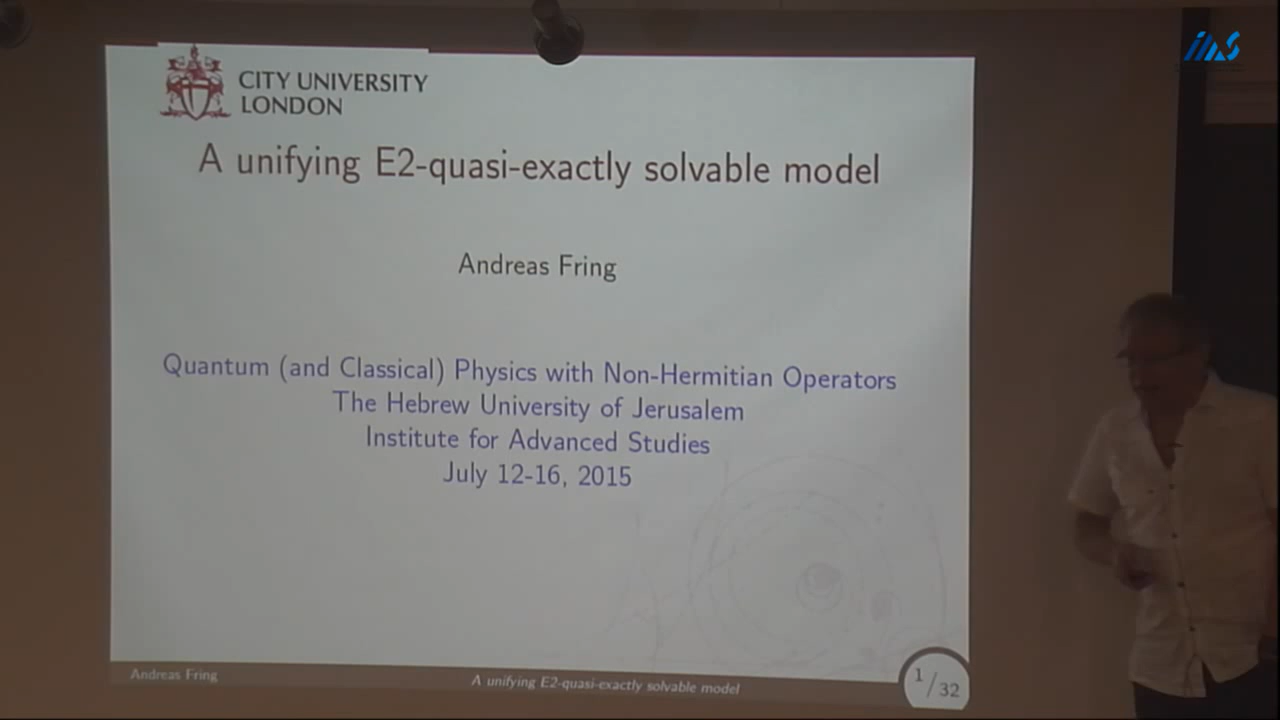 IIAS
CITY UNIVERSITY
LONDON
A unifying E2-quasi-exactly solvable model
Andreas Fring
Quantum (and Classical) Physics with Non-Hermitian Operators
The Hebrew University of Jerusalem
Institute for Advanced Studies
July 12-16, 2015
Andreas Fring
A unifying E2-quasi-exactly solvable model
1/32